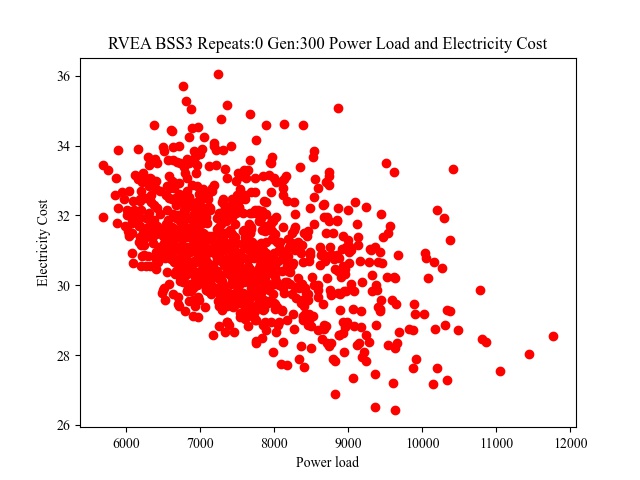 RVEA BSS3 Repeats:0 Gen:300 Power Load and Electricity Cost
36
34
32
30
28
26
Electricity Cost
6000 7000 8000 9000 10000 11000 12000
Power load